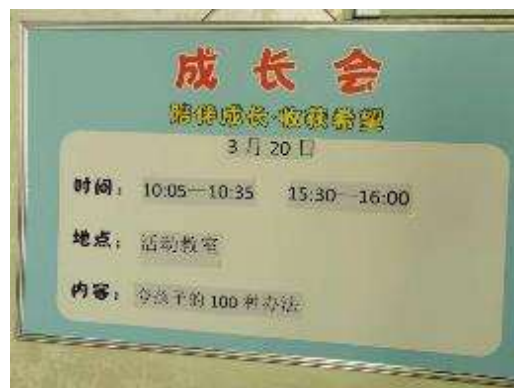 成长会
陪伴成长·收获希望
3月20日
时间： 10:05—10:35 15:30—16:00
地点： 活动教室
内容： 夸孩子的100种办法